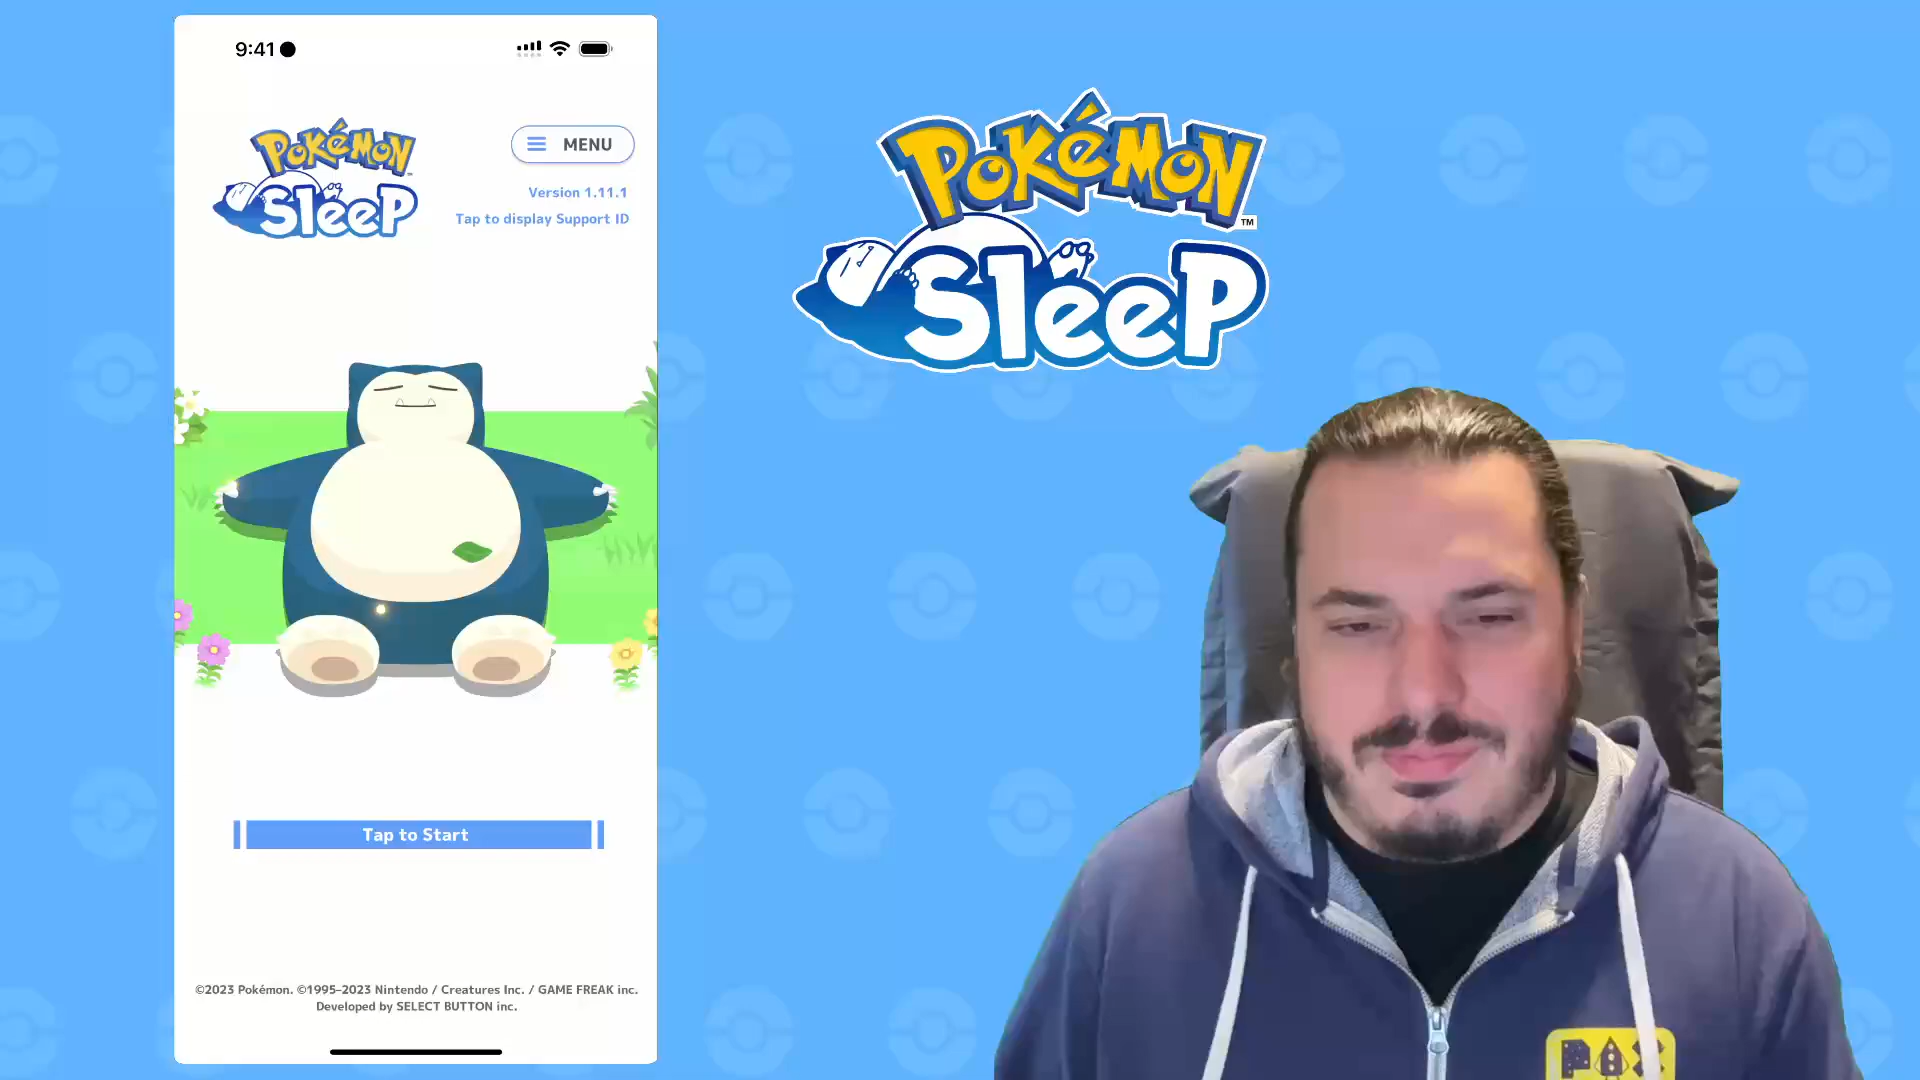 9:41
POKéMON
Sleep
MENU
Version 1.11.1
Tap to display Support ID
Tap to Start
©2023 Pokémon. ©1995–2023 Nintendo / Creatures Inc. / GAME FREAK inc.
Developed by SELECT BUTTON inc.
POKéMON
TM
Sleep
PAX